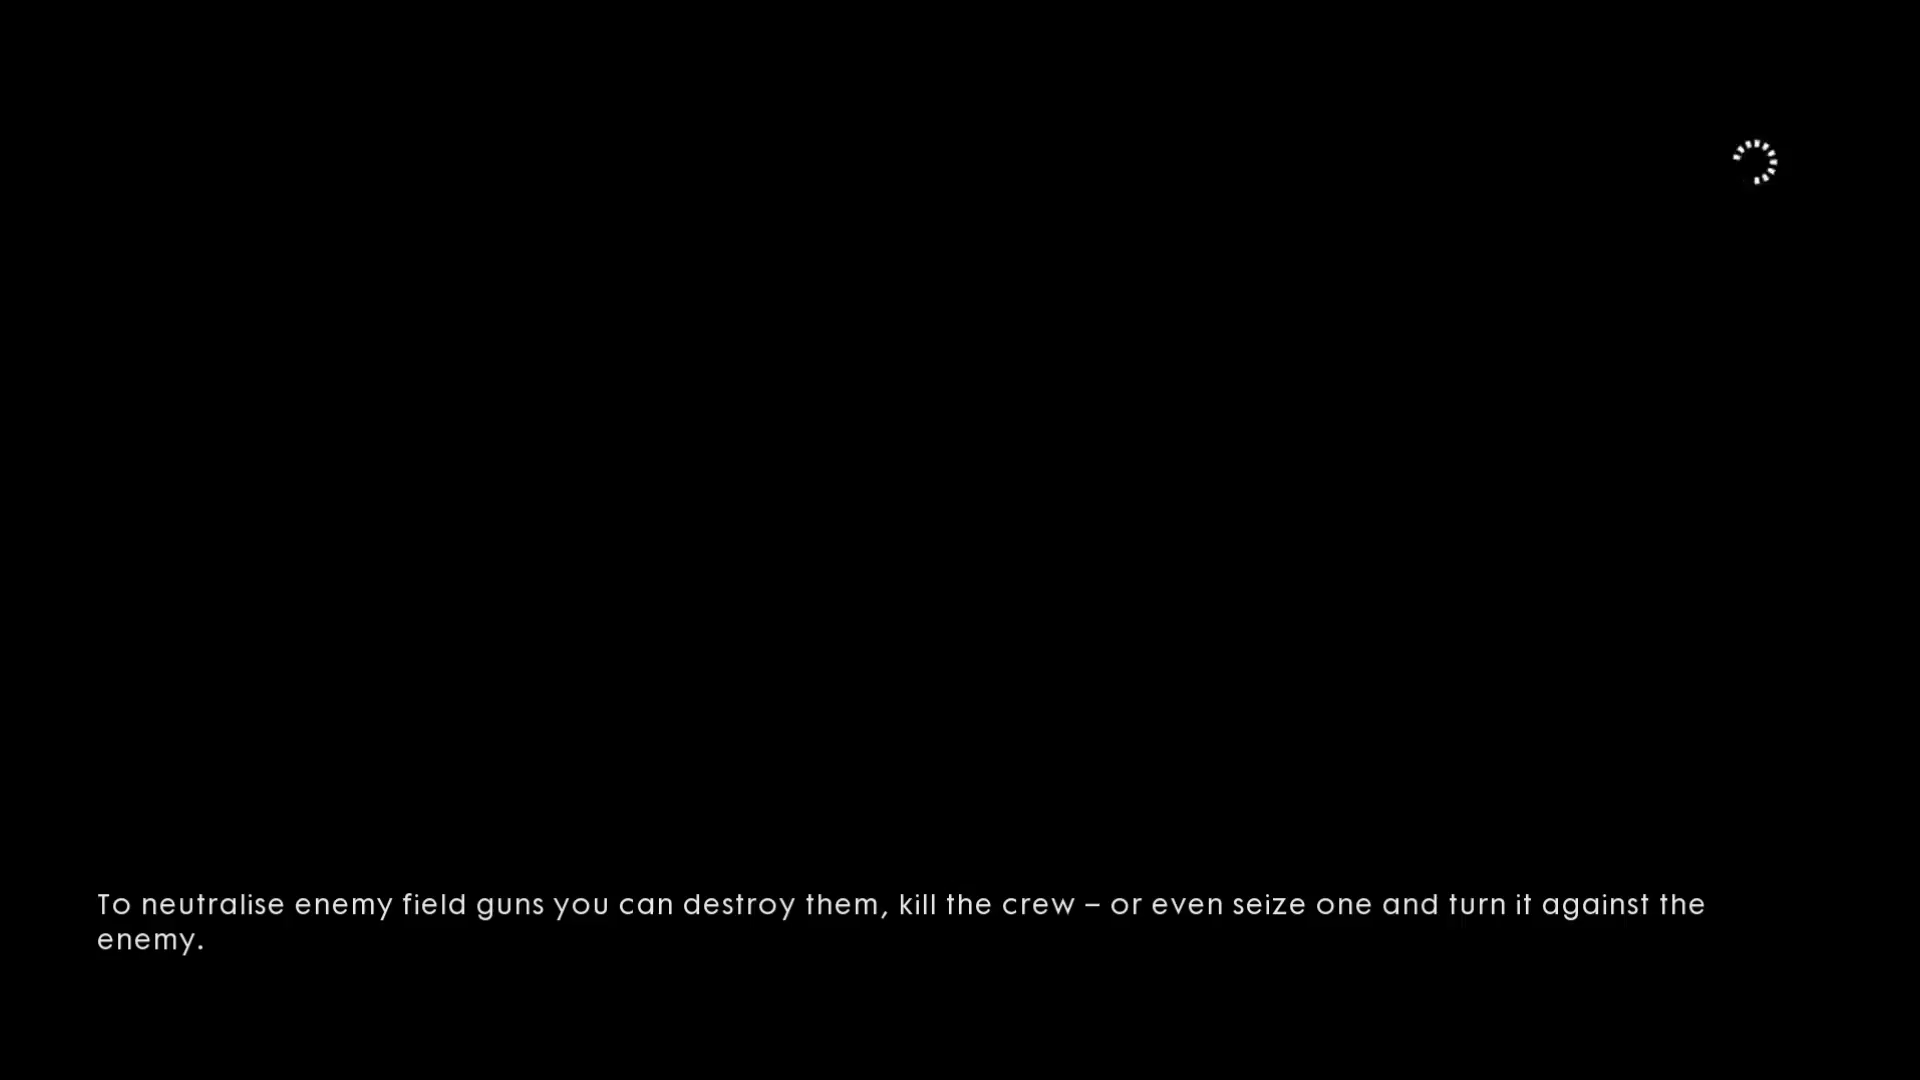 To neutralise enemy field guns you can destroy them, kill the crew – or even seize one and turn it against the
enemy.